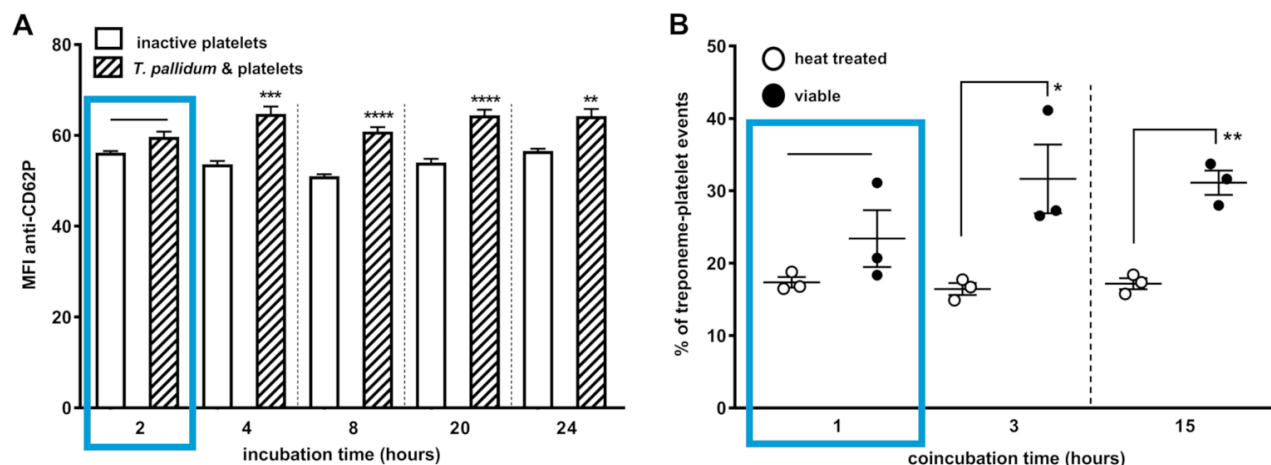 A
80
60
40
20
0
MFI anti-CD62P
inactive platelets
T. pallidum & platelets
***
****
****
**
2 4 8 20 24
incubation time (hours)
B
50
40
30
20
10
0
% of treponeme-platelet events
heat treated
viable
*
**
1 3 15
coincubation time (hours)